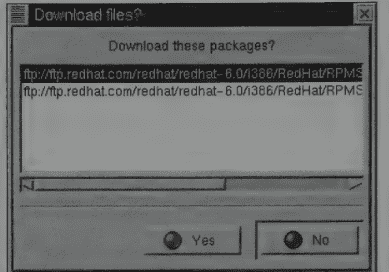 Download files?
Download these packages?
ftp://ftp.redhat.com/redhat/redhat-6.0/i386/RedHat/RPMS
ftp://ftp.redhat.com/redhat/redhat-6.0/i386/RedHat/RPMS
Yes
No